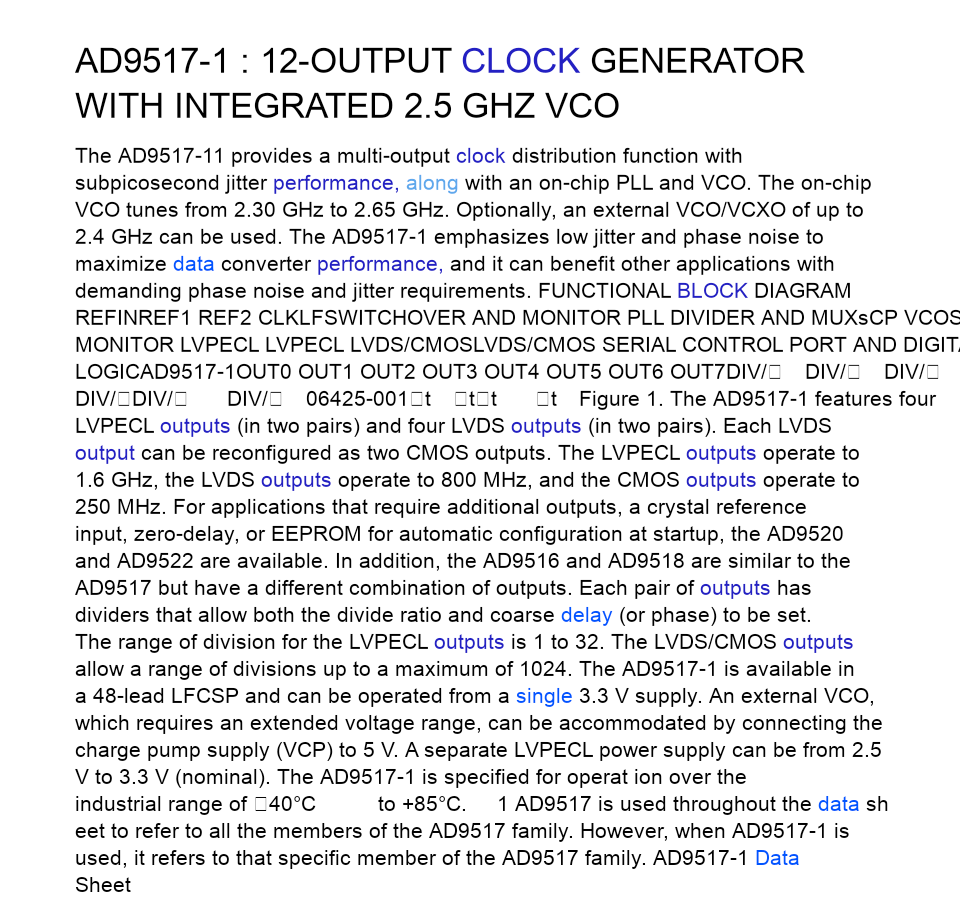 AD9517-1 : 12-OUTPUT CLOCK GENERATOR
WITH INTEGRATED 2.5 GHZ VCO
The AD9517-11 provides a multi-output clock distribution function with
subpicosecond jitter performance, along with an on-chip PLL and VCO. The on-chip
VCO tunes from 2.30 GHz to 2.65 GHz. Optionally, an external VCO/VCXO of up to
2.4 GHz can be used. The AD9517-1 emphasizes low jitter and phase noise to
maximize data converter performance, and it can benefit other applications with
demanding phase noise and jitter requirements. FUNCTIONAL BLOCK DIAGRAM
REFINREF1 REF2 CLKLFSWITCHOVER AND MONITOR PLL DIVIDER AND MUXsCP VCOS
MONITOR LVPECL LVPECL LVDS/CMOSLVDS/CMOS SERIAL CONTROL PORT AND DIGITA
LOGICAD9517-1OUT0 OUT1 OUT2 OUT3 OUT4 OUT5 OUT6 OUT7DIV/□ DIV/□ DIV/□
DIV/□DIV/□ DIV/□ 06425-001□t □t□t □t Figure 1. The AD9517-1 features four
LVPECL outputs (in two pairs) and four LVDS outputs (in two pairs). Each LVDS
output can be reconfigured as two CMOS outputs. The LVPECL outputs operate to
1.6 GHz, the LVDS outputs operate to 800 MHz, and the CMOS outputs operate to
250 MHz. For applications that require additional outputs, a crystal reference
input, zero-delay, or EEPROM for automatic configuration at startup, the AD9520
and AD9522 are available. In addition, the AD9516 and AD9518 are similar to the
AD9517 but have a different combination of outputs. Each pair of outputs has
dividers that allow both the divide ratio and coarse delay (or phase) to be set.
The range of division for the LVPECL outputs is 1 to 32. The LVDS/CMOS outputs
allow a range of divisions up to a maximum of 1024. The AD9517-1 is available in
a 48-lead LFCSP and can be operated from a single 3.3 V supply. An external VCO,
which requires an extended voltage range, can be accommodated by connecting the
charge pump supply (VCP) to 5 V. A separate LVPECL power supply can be from 2.5
V to 3.3 V (nominal). The AD9517-1 is specified for operat ion over the
industrial range of □40°C to +85°C. 1 AD9517 is used throughout the data sh
eet to refer to all the members of the AD9517 family. However, when AD9517-1 is
used, it refers to that specific member of the AD9517 family. AD9517-1 Data
Sheet